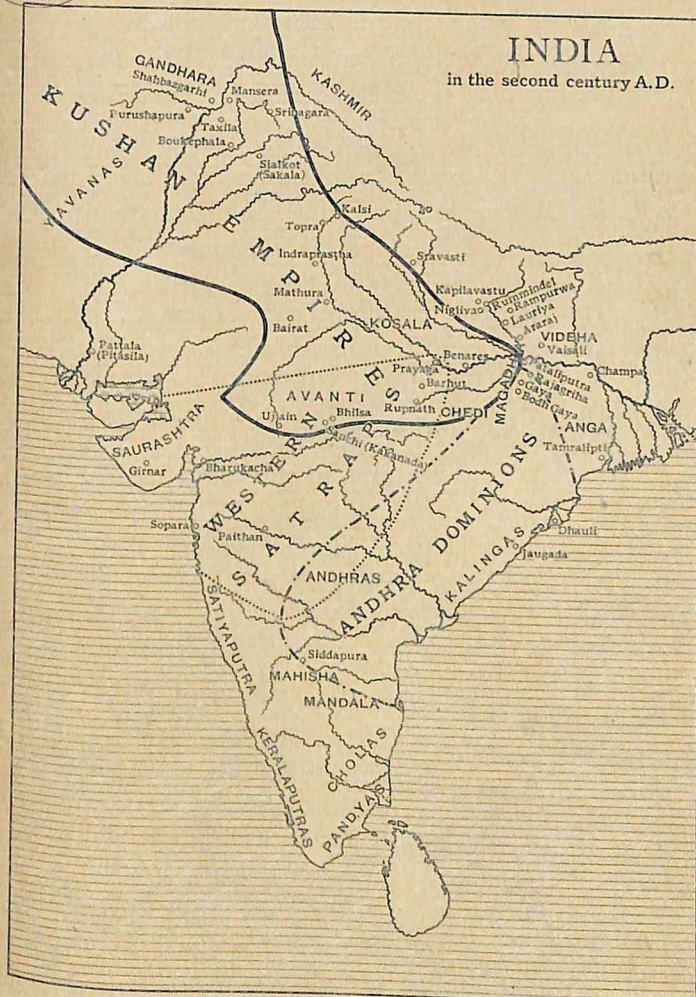 INDIA
in the second century A.D.
GANDHARA
Shahbazgarhi
Mansera
KASHMIR
KUSHAN
EMPIRE
Purushapura
Srinagara
Taxila
Boukephala
Sialkot
(Sakala)
YAVANAS
Kalsi
Topra
Indraprastha
Sravasti
Mathura
Kapilavastu
Niglîva
Rummindei
Rampurwa
Lauriya
Araraj
Bairat
KOSALA
VIDEHA
Vaisali
Pattala
(Pitasila)
Benares
Prayaga
Pataliputra
Champa
Barhut
Rajagriha
Gaya
Bodh Gaya
MAGADHA
AVANTI
Rupnath
CHEDI
ANGA
Ujjain
Bhilsa
Sanchi (Kakanada)
Tamralipti
SAURASHTRA
Girnar
Bharukacha
WESTERN
SATRAPS
ANDHRA DOMINIONS
Sopara
Paithan
Dhauli
Jaugada
KALINGAS
ANDHRAS
SATIYAPUTRA
Siddapura
MAHISHA
MANDALA
CHOLAS
KERALAPUTRAS
PANDYAS